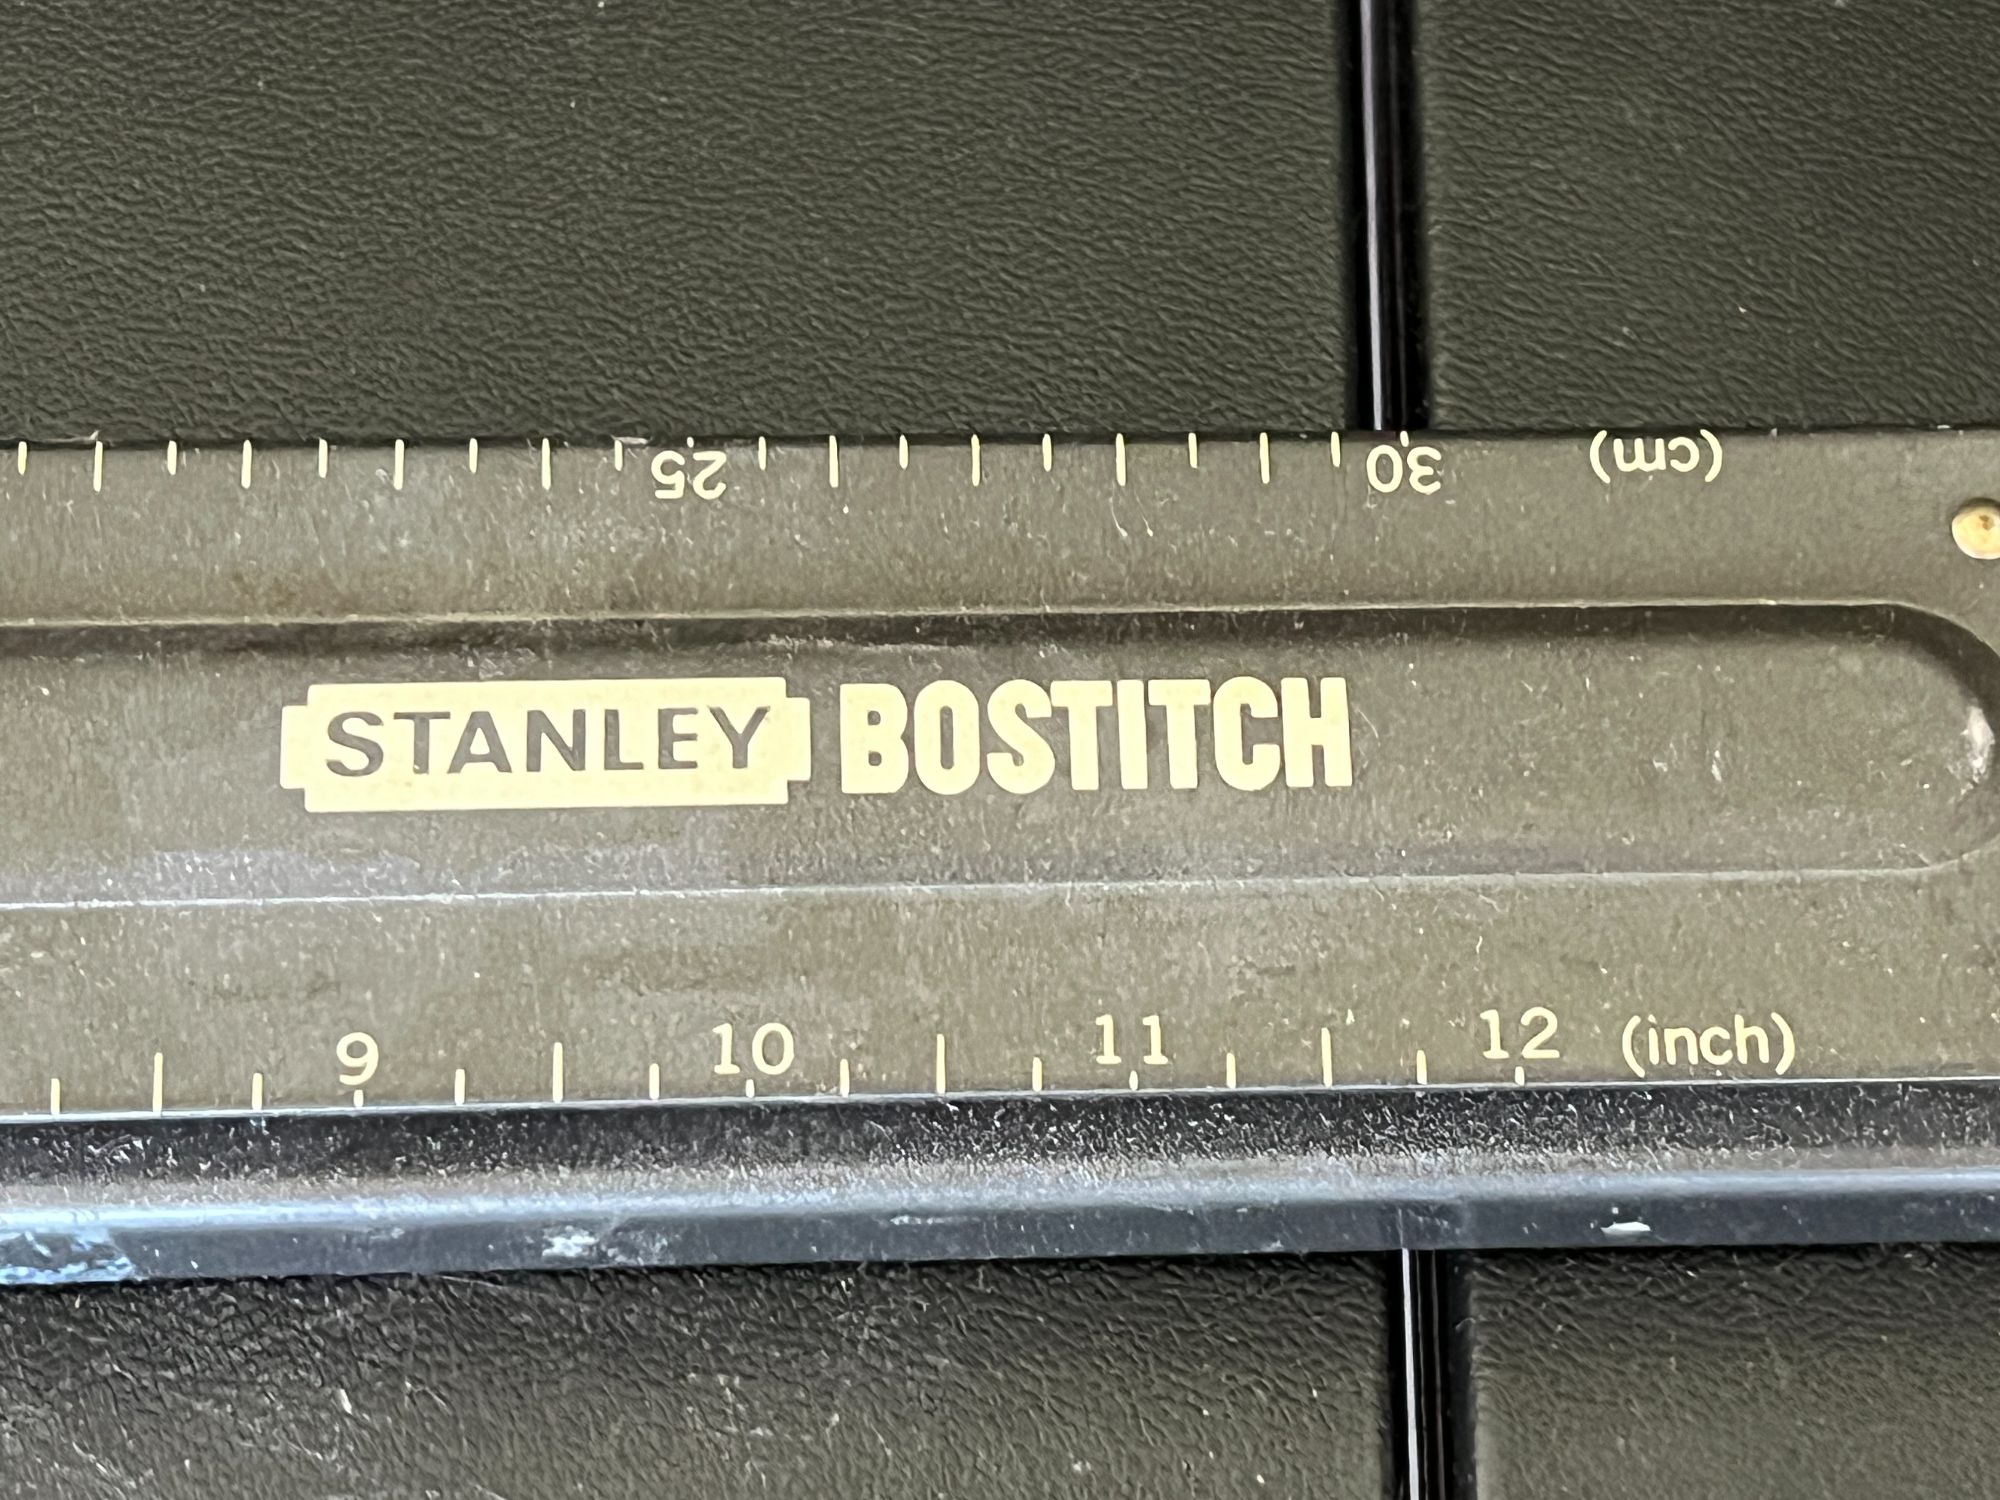 25 30 (cm)
STANLEY BOSTITCH
9 10 11 12 (inch)